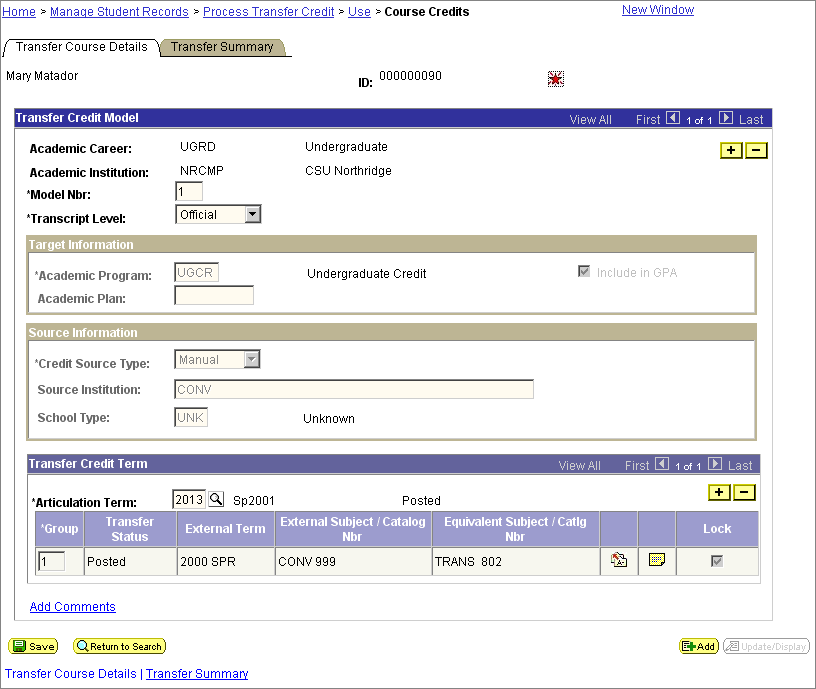 Home > Manage Student Records > Process Transfer Credit > Use > Course Credits New Window
Transfer Course Details Transfer Summary
Mary Matador ID: 000000090
Transfer Credit Model View All First 1 of 1 Last
Academic Career: UGRD Undergraduate
Academic Institution: NRCMP CSU Northridge
*Model Nbr: 1
*Transcript Level: Official
Target Information
*Academic Program: UGCR Undergraduate Credit Include in GPA
Academic Plan:
Source Information
*Credit Source Type: Manual
Source Institution: CONV
School Type: UNK Unknown
Transfer Credit Term View All First 1 of 1 Last
*Articulation Term: 2013 Sp2001 Posted
*Group Transfer Status External Term External Subject / Catalog Nbr Equivalent Subject / Catlg Nbr Lock
1 Posted 2000 SPR CONV 999 TRANS 802
Add Comments
Save Return to Search Add Update/Display
Transfer Course Details | Transfer Summary